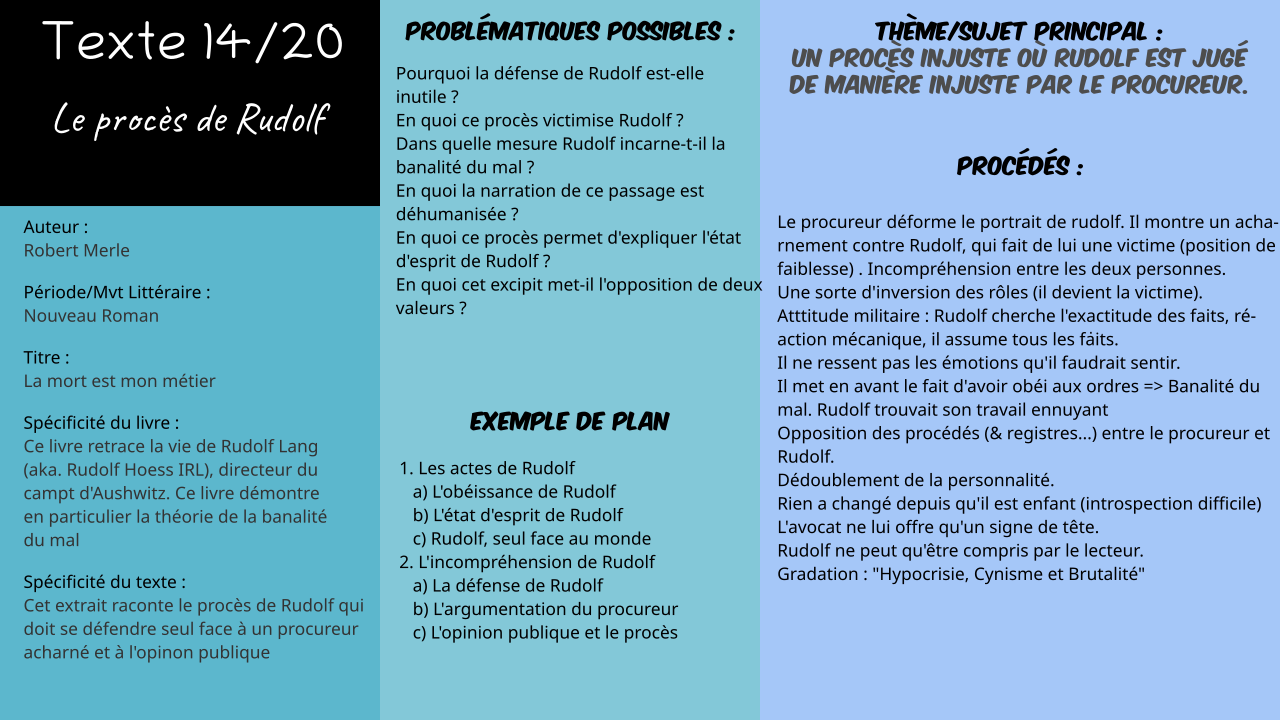 Texte 14/20
Le procès de Rudolf
Auteur :
Robert Merle
Période/Mvt Littéraire :
Nouveau Roman
Titre :
La mort est mon métier
Spécificité du livre :
Ce livre retrace la vie de Rudolf Lang
(aka. Rudolf Hoess IRL), directeur du
campt d'Aushwitz. Ce livre démontre
en particulier la théorie de la banalité
du mal
Spécificité du texte :
Cet extrait raconte le procès de Rudolf qui
doit se défendre seul face à un procureur
acharné et à l'opinon publique
PROBLÉMATIQUES POSSIBLES :
Pourquoi la défense de Rudolf est-elle
inutile ?
En quoi ce procès victimise Rudolf ?
Dans quelle mesure Rudolf incarne-t-il la
banalité du mal ?
En quoi la narration de ce passage est
déhumanisée ?
En quoi ce procès permet d'expliquer l'état
d'esprit de Rudolf ?
En quoi cet excipit met-il l'opposition de deux
valeurs ?
EXEMPLE DE PLAN
1. Les actes de Rudolf
a) L'obéissance de Rudolf
b) L'état d'esprit de Rudolf
c) Rudolf, seul face au monde
2. L'incompréhension de Rudolf
a) La défense de Rudolf
b) L'argumentation du procureur
c) L'opinion publique et le procès
THÈME/SUJET PRINCIPAL :
UN PROCÈS INJUSTE OÙ RUDOLF EST JUGÉ
DE MANIÈRE INJUSTE PAR LE PROCUREUR.
PROCÉDÉS :
Le procureur déforme le portrait de rudolf. Il montre un acha-
rnement contre Rudolf, qui fait de lui une victime (position de
faiblesse) . Incompréhension entre les deux personnes.
Une sorte d'inversion des rôles (il devient la victime).
Atttitude militaire : Rudolf cherche l'exactitude des faits, ré-
action mécanique, il assume tous les faits.
Il ne ressent pas les émotions qu'il faudrait sentir.
Il met en avant le fait d'avoir obéi aux ordres => Banalité du
mal. Rudolf trouvait son travail ennuyant
Opposition des procédés (& registres...) entre le procureur et
Rudolf.
Dédoublement de la personnalité.
Rien a changé depuis qu'il est enfant (introspection difficile)
L'avocat ne lui offre qu'un signe de tête.
Rudolf ne peut qu'être compris par le lecteur.
Gradation : "Hypocrisie, Cynisme et Brutalité"